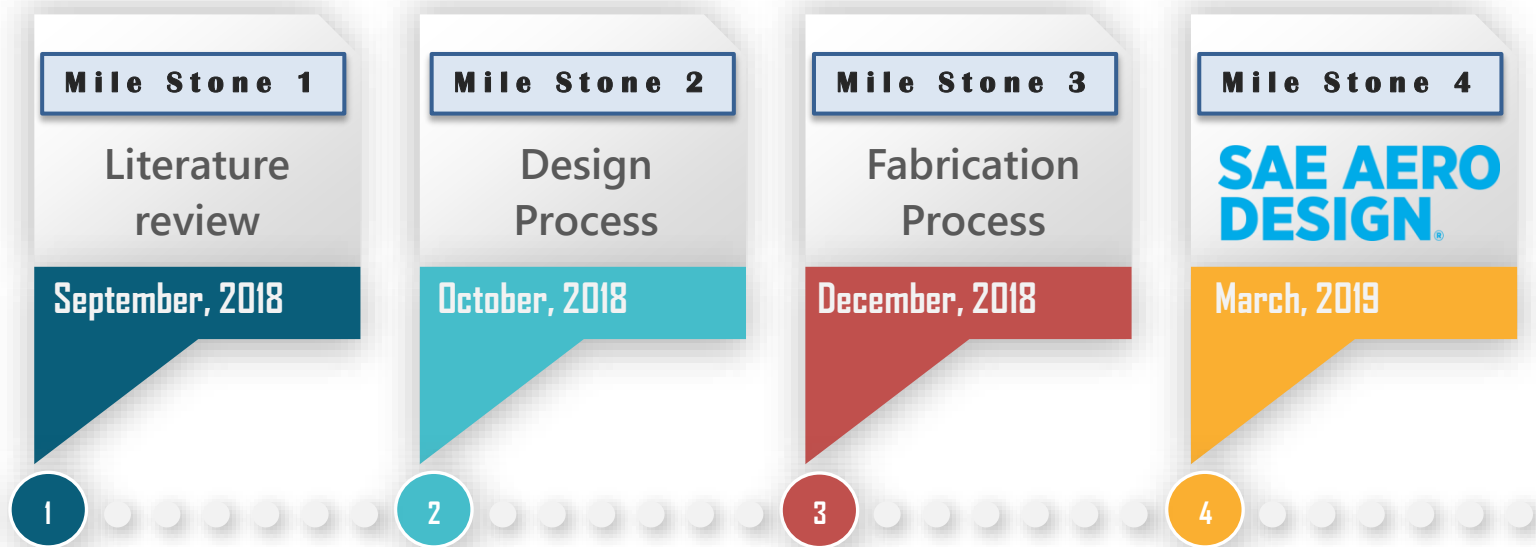 Mile Stone 1
Literature
review
September, 2018
1
Mile Stone 2
Design
Process
October, 2018
2
Mile Stone 3
Fabrication
Process
December, 2018
3
Mile Stone 4
SAE AERO
DESIGN®
March, 2019
4